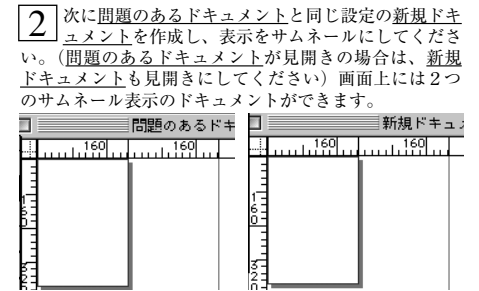 2 次に問題のあるドキュメントと同じ設定の新規ドキ
ュメントを作成し、表示をサムネールにしてくださ
い。(問題のあるドキュメントが見開きの場合は、新規
ドキュメントも見開きにしてください)画面上には2つ
のサムネール表示のドキュメントができます。
問題のあるドキ
新規ドキュ
160 160
160 160
160
160
320
320